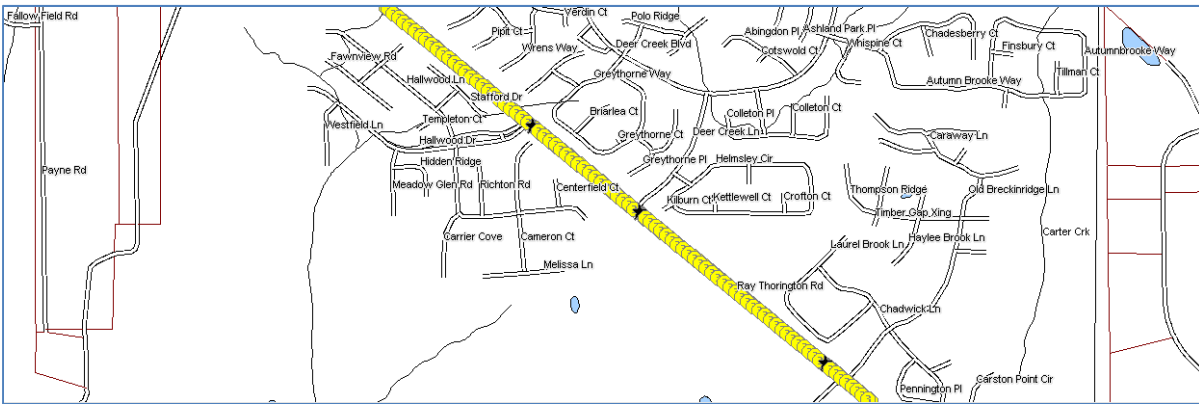 Fallow Field Rd
Verdin Ct
Polo Ridge
Pipit Ct
Abingdon Pl
Ashland Park Pl
Chadesberry Ct
Wrens Way
Deer Creek Blvd
Cotswold Ct
Whispine Ct
Finsbury Ct
Autumnbrooke Way
Fawnview Rd
Hallwood Ln
Greythorne Way
Autumn Brooke Way
Tillman Ct
Stafford Dr
Briarlea Ct
Colleton Pl
Colleton Ct
Westfield Ln
Templeton Ct
Greythorne Ct
Deer Creek Ln
Caraway Ln
Hallwood Dr
Payne Rd
Hidden Ridge
Greythorne Pl
Helmsley Cir
Meadow Glen Rd
Richton Rd
Centerfield Ct
Kilburn Ct
Kettlewell Ct
Crofton Ct
Thompson Ridge
Old Breckinridge Ln
Timber Gap Xing
Carrier Cove
Cameron Ct
Laurel Brook Ln
Haylee Brook Ln
Carter Crk
Melissa Ln
Ray Thorington Rd
Chadwick Ln
Pennington Pl
Carston Point Cir